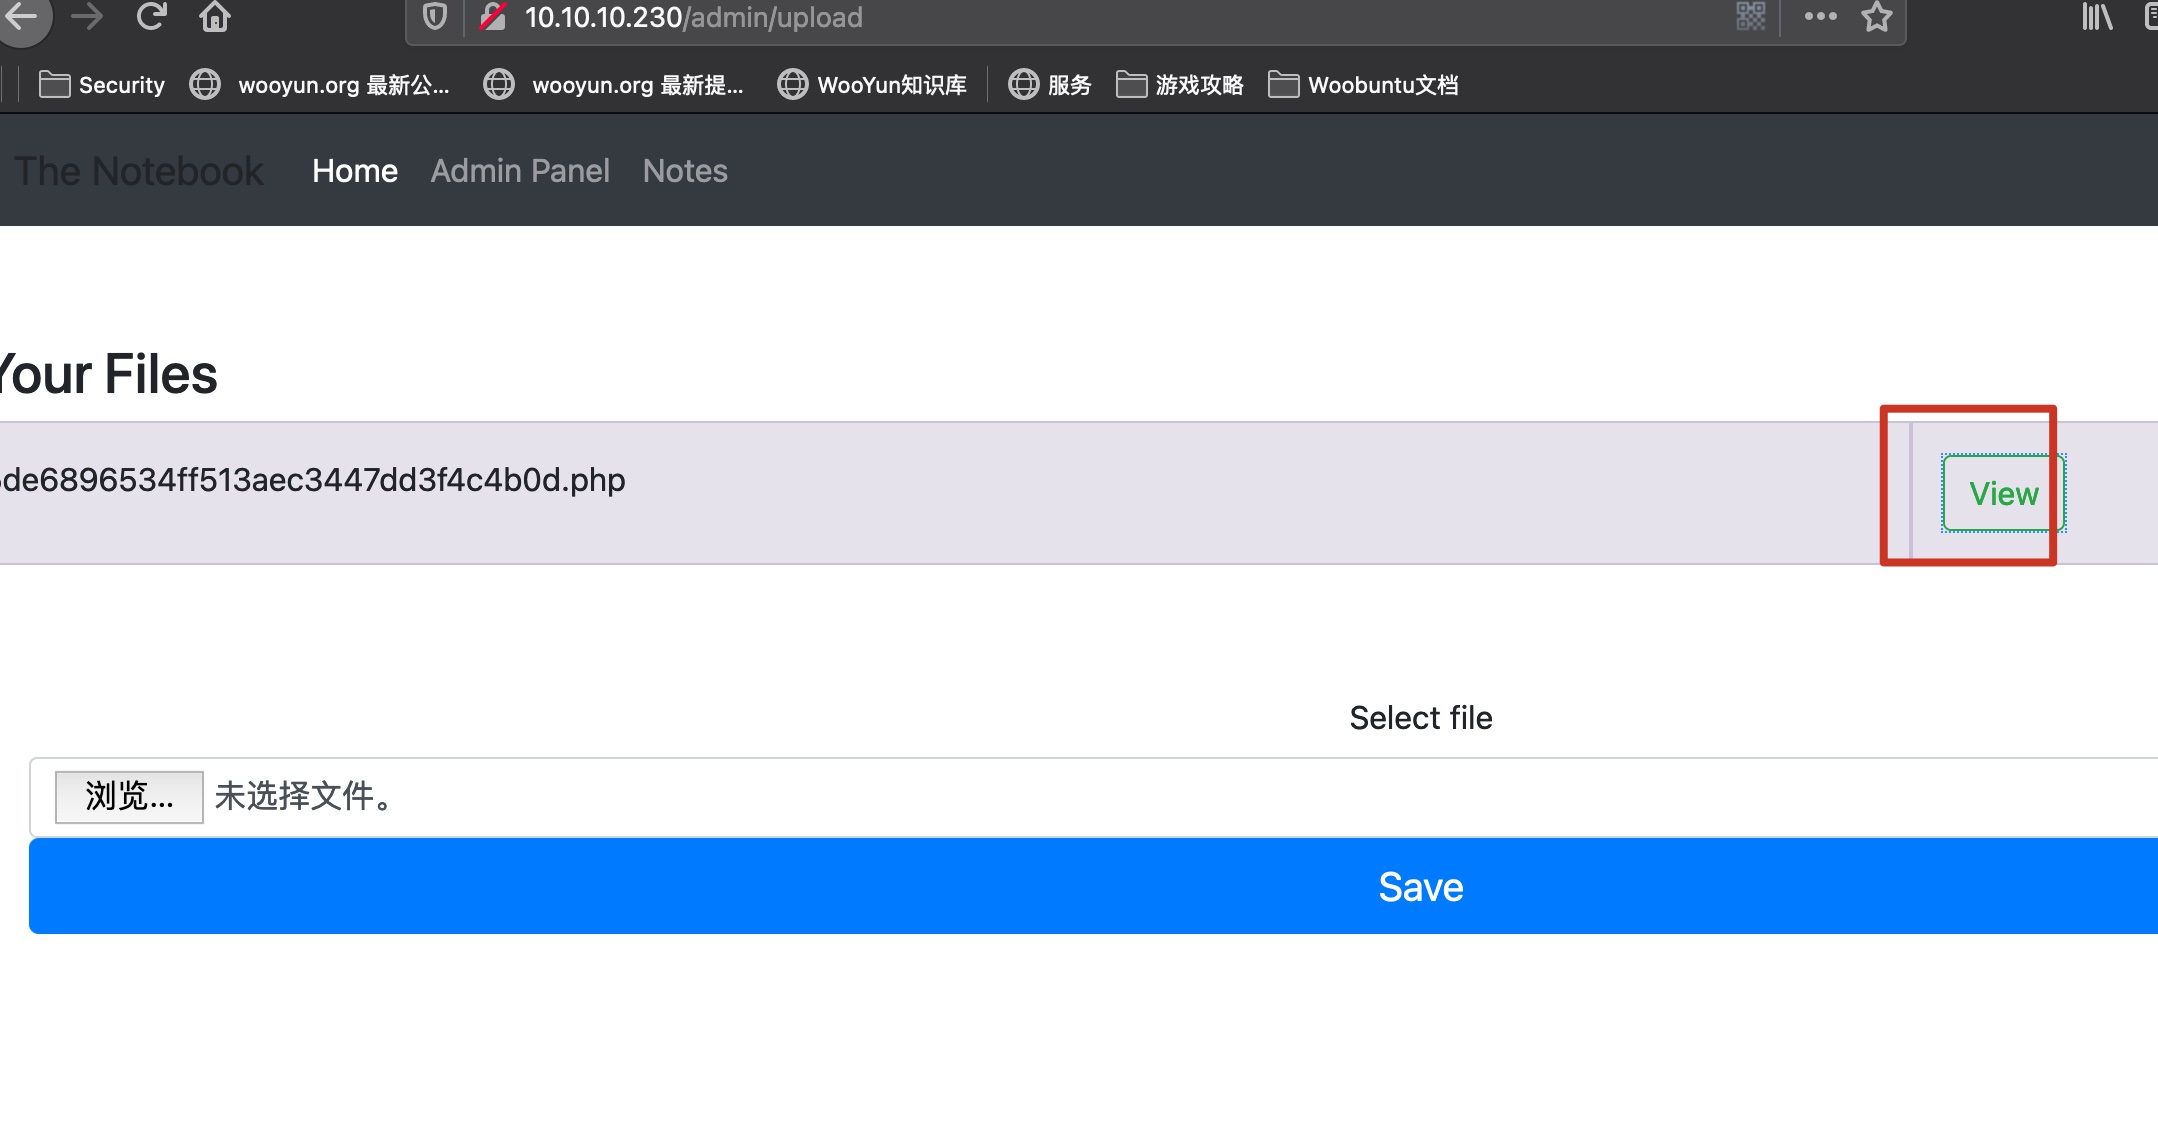 10.10.10.230/admin/upload
Security wooyun.org 最新公... wooyun.org 最新提... WooYun知识库 服务 游戏攻略 Woobuntu文档
The Notebook Home Admin Panel Notes
Your Files
de6896534ff513aec3447dd3f4c4b0d.php View
Select file
浏览... 未选择文件。
Save